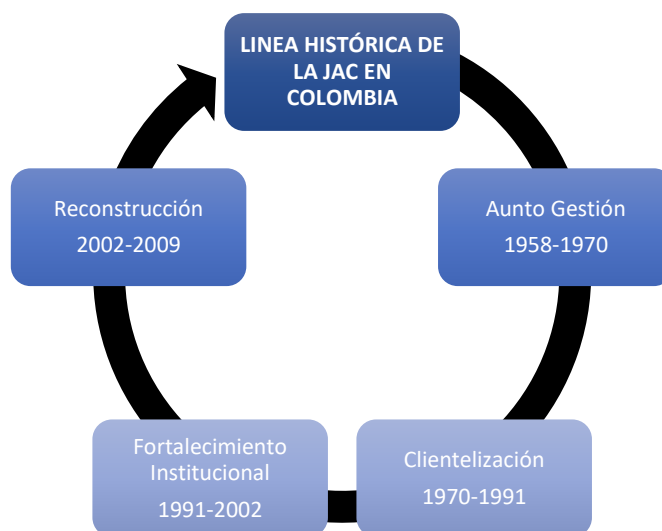 LINEA HISTÓRICA DE
LA JAC EN
COLOMBIA
Aunto Gestión
1958-1970
Clientelización
1970-1991
Fortalecimiento
Institucional
1991-2002
Reconstrucción
2002-2009